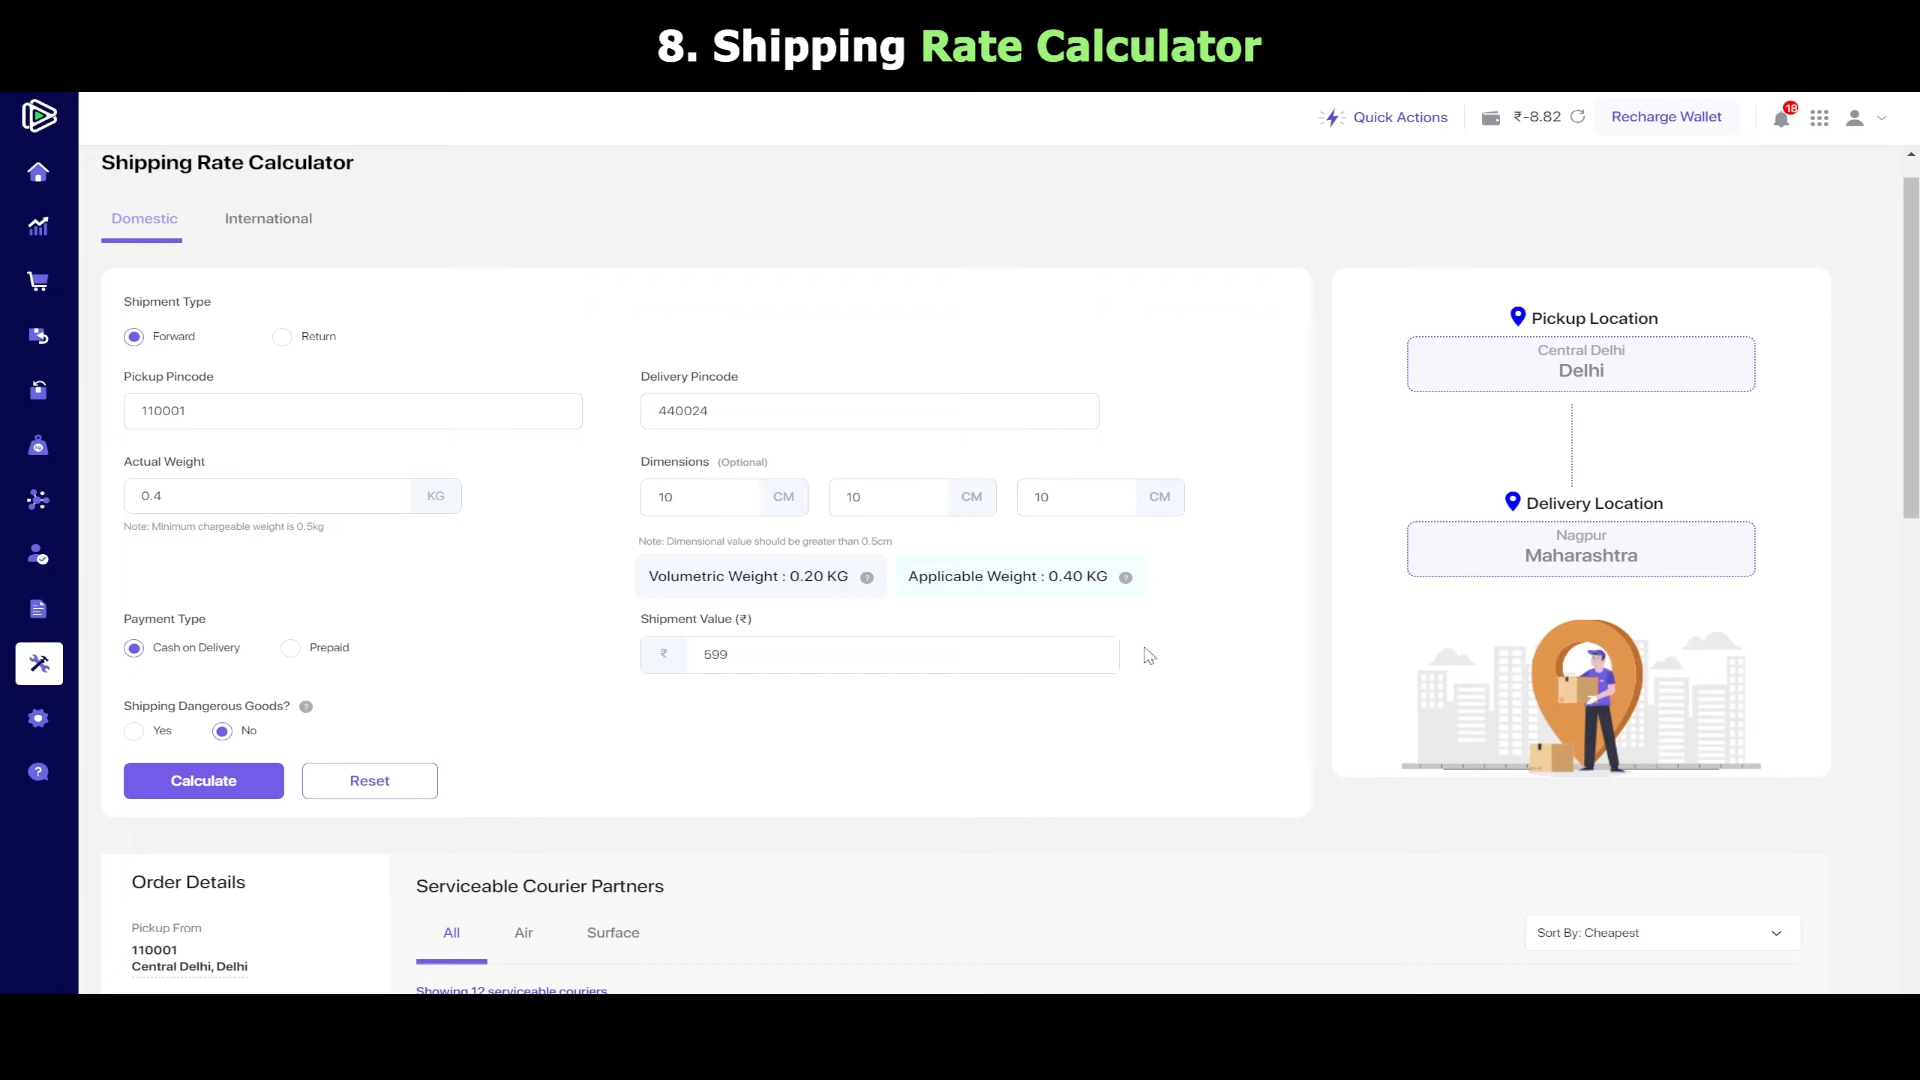 8. Shipping Rate Calculator
Quick Actions
₹-8.82
Recharge Wallet
18
Shipping Rate Calculator
Domestic
International
Shipment Type
Forward
Return
Pickup Pincode
Delivery Pincode
110001
440024
Actual Weight
Dimensions (Optional)
0.4 KG
10 CM
10 CM
10 CM
Note: Minimum chargeable weight is 0.5kg
Note: Dimensional value should be greater than 0.5cm
Volumetric Weight : 0.20 KG ?
Applicable Weight : 0.40 KG ?
Payment Type
Shipment Value (₹)
Cash on Delivery
Prepaid
₹ 599
Shipping Dangerous Goods? ?
Yes
No
Calculate
Reset
Pickup Location
Central Delhi
Delhi
Delivery Location
Nagpur
Maharashtra
Order Details
Pickup From
110001
Central Delhi, Delhi
Serviceable Courier Partners
All
Air
Surface
Sort By: Cheapest
Showing 12 serviceable couriers